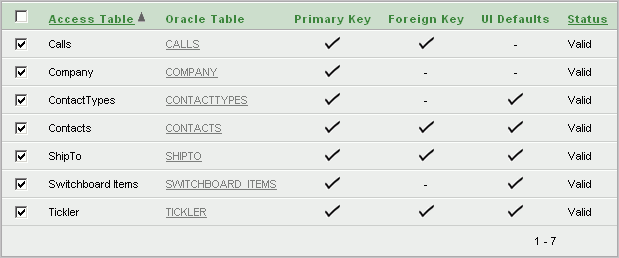 Access Table Oracle Table Primary Key Foreign Key UI Defaults Status
Calls CALLS - Valid
Company COMPANY - - Valid
ContactTypes CONTACTTYPES - Valid
Contacts CONTACTS Valid
ShipTo SHIPTO Valid
Switchboard Items SWITCHBOARD_ITEMS - Valid
Tickler TICKLER Valid
1 - 7